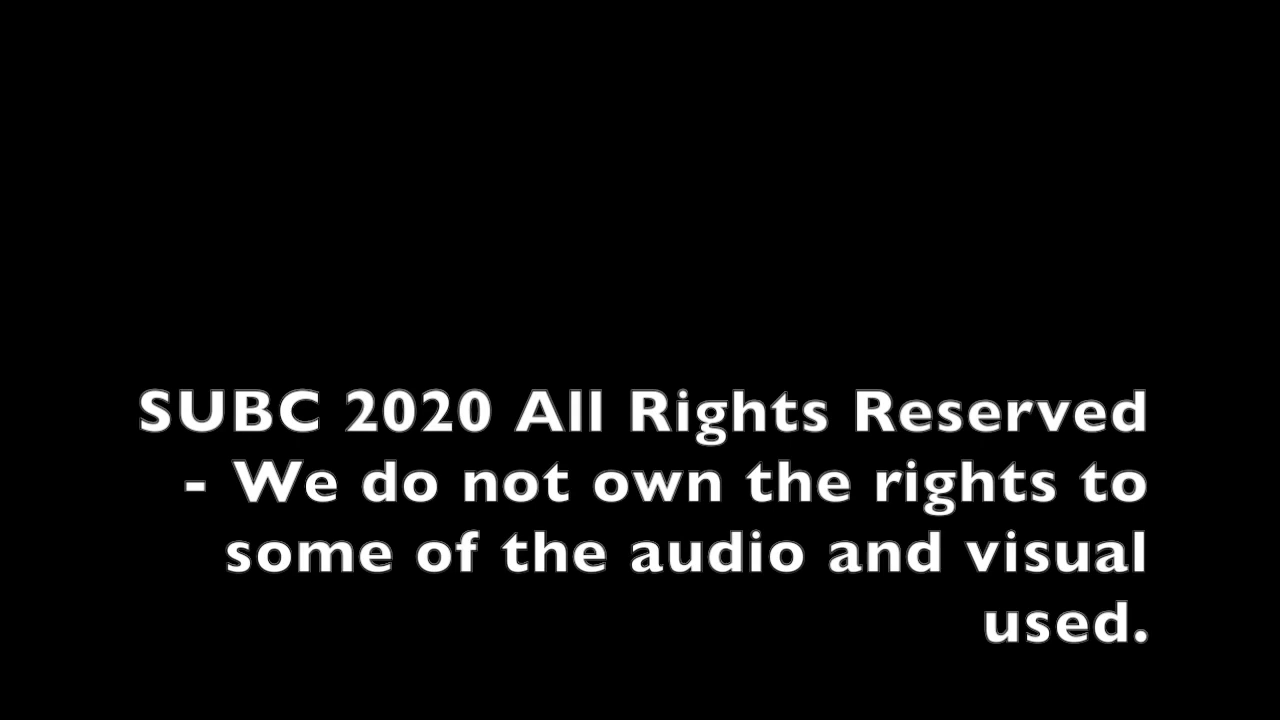 SUBC 2020 All Rights Reserved
- We do not own the rights to
some of the audio and visual
used.